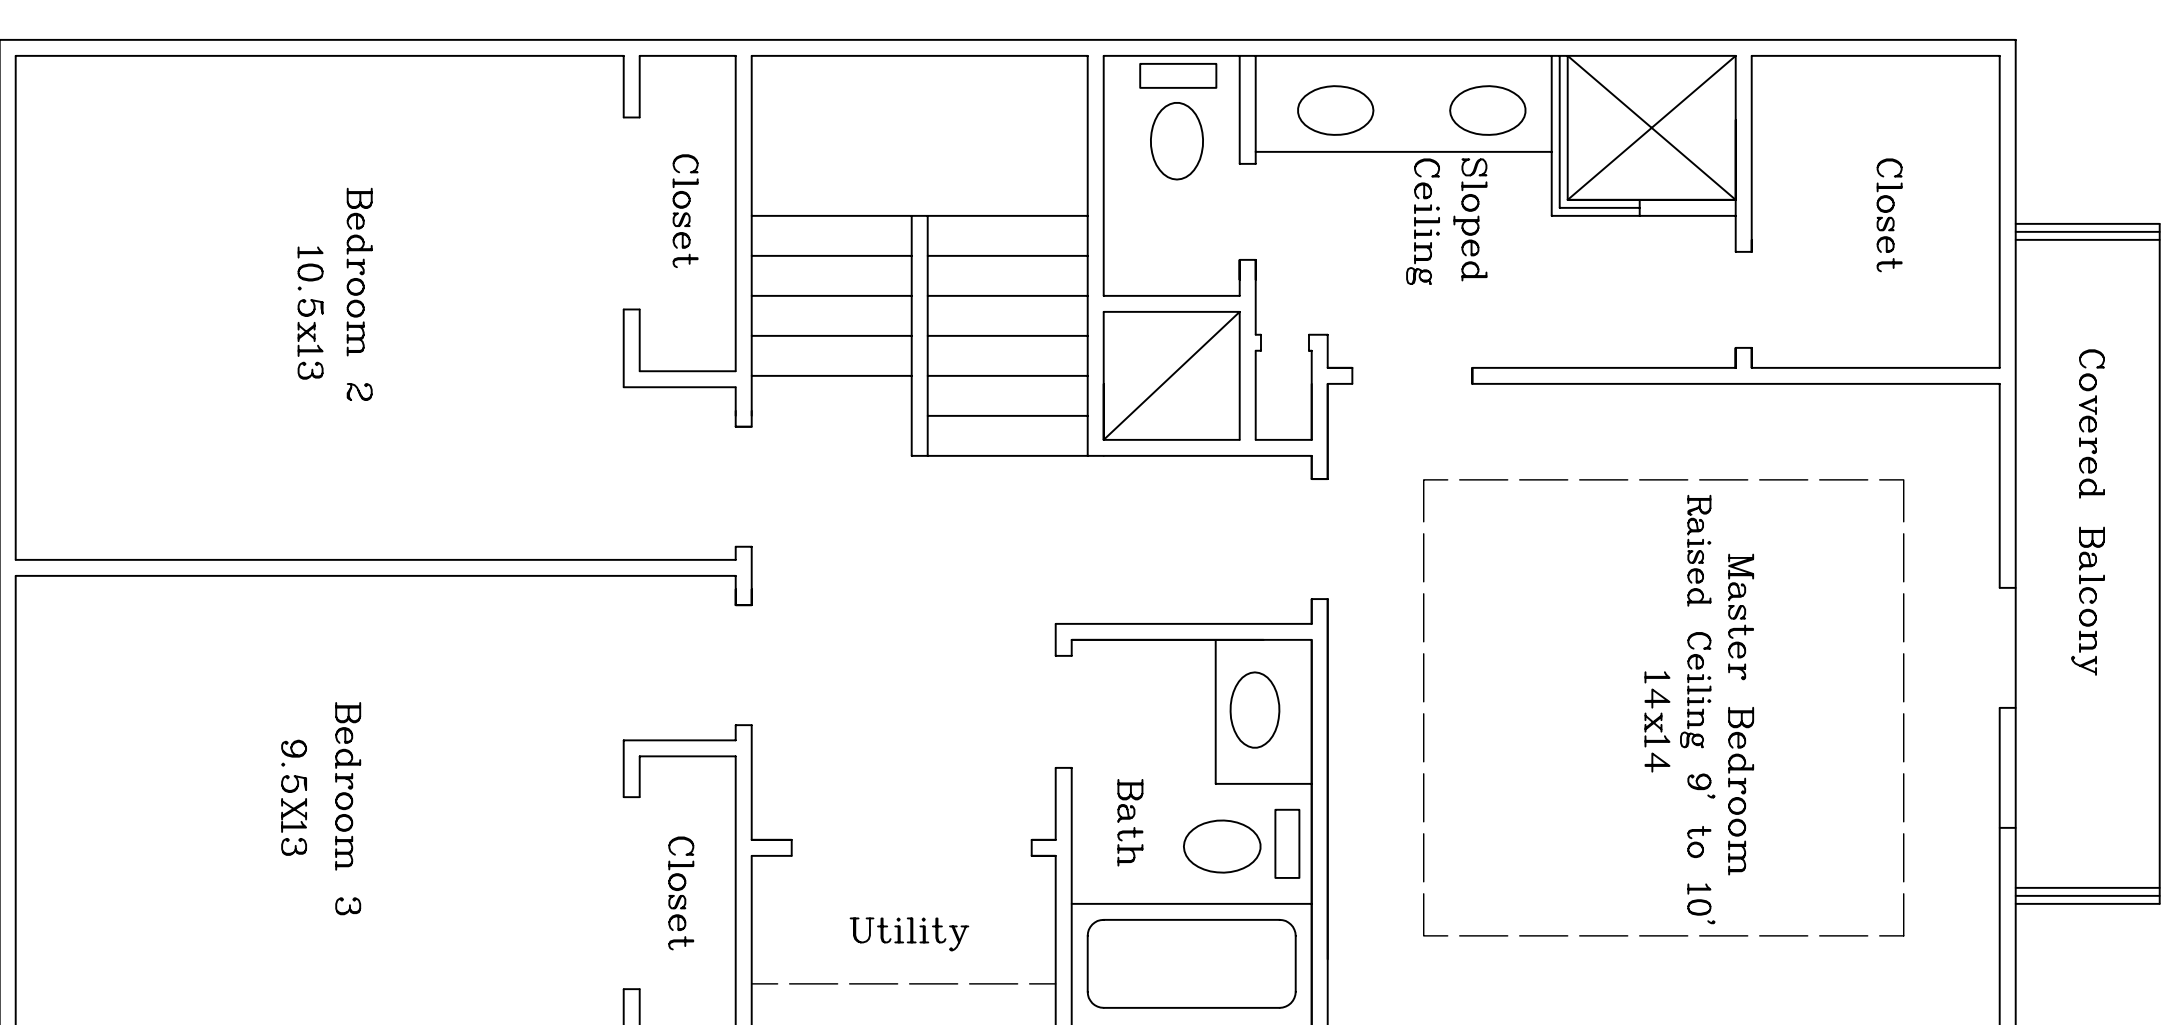 Bedroom 2
10.5x13
Closet
Sloped
Ceiling
Closet
Covered Balcony
Master Bedroom
Raised Ceiling 9' to 10'
14x14
Bedroom 3
9.5X13
Closet
Bath
Utility